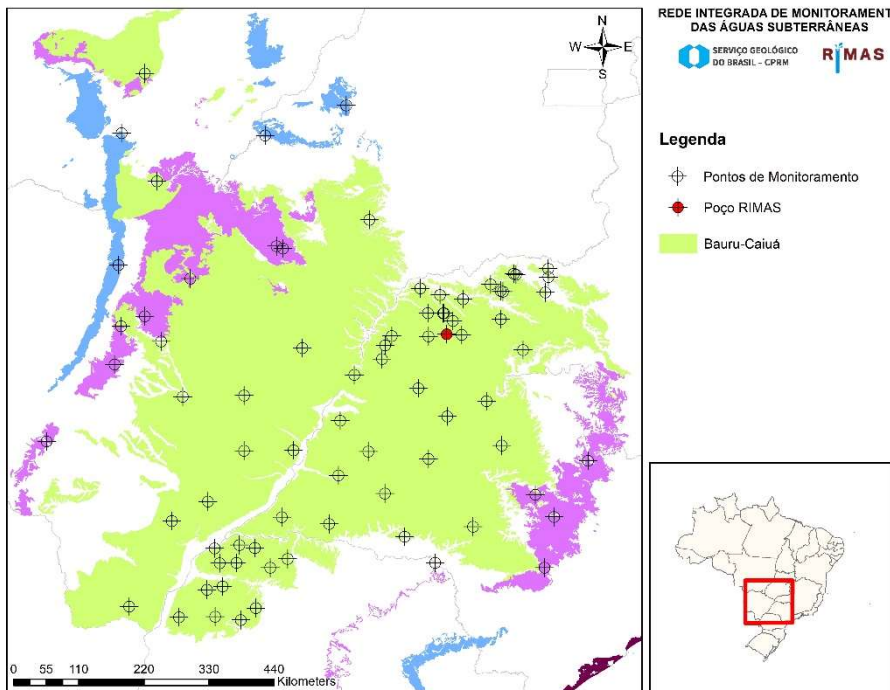 REDE INTEGRADA DE MONITORAMENT
DAS ÁGUAS SUBTERRÂNEAS
SERVIÇO GEOLÓGICO
DO BRASIL – CPRM
RIMAS
N
W E
S
Legenda
Pontos de Monitoramento
Poço RIMAS
Bauru-Caiuá
0 55 110 220 330 440
Kilometers